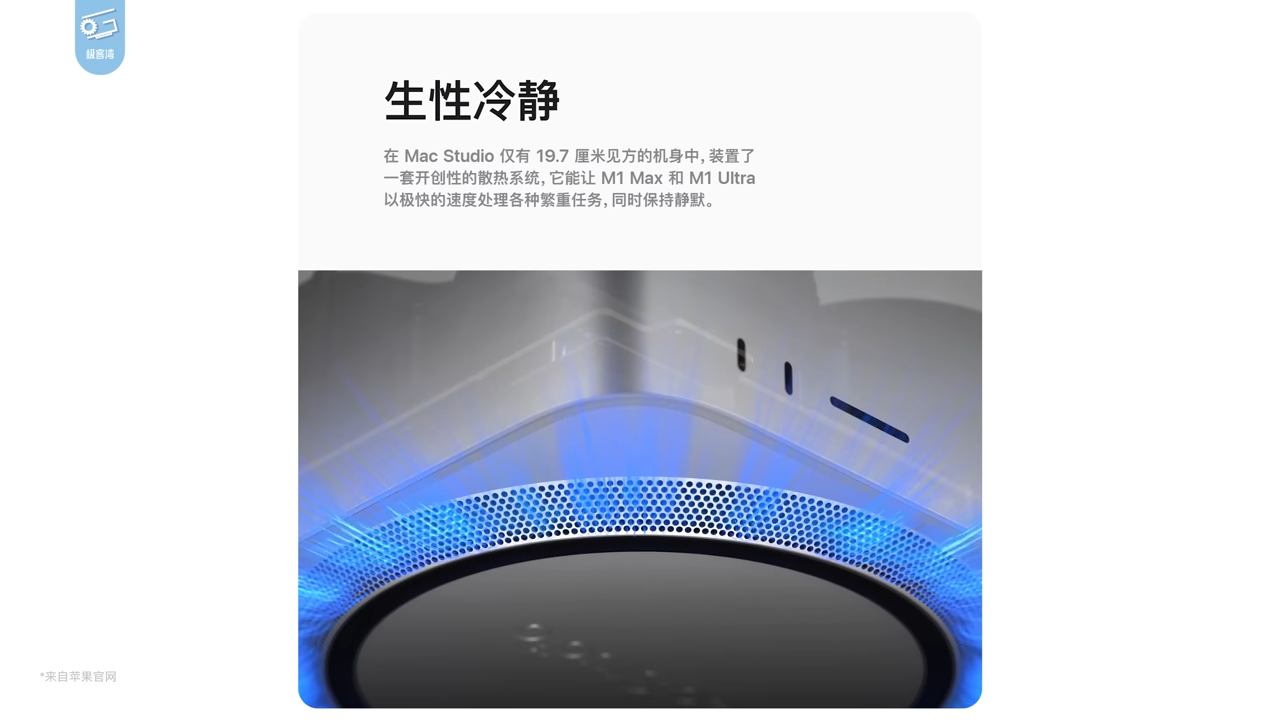 极客湾
生性冷静
在 Mac Studio 仅有 19.7 厘米见方的机身中，装置了
一套开创性的散热系统，它能让 M1 Max 和 M1 Ultra
以极快的速度处理各种繁重任务，同时保持静默。
*来自苹果官网